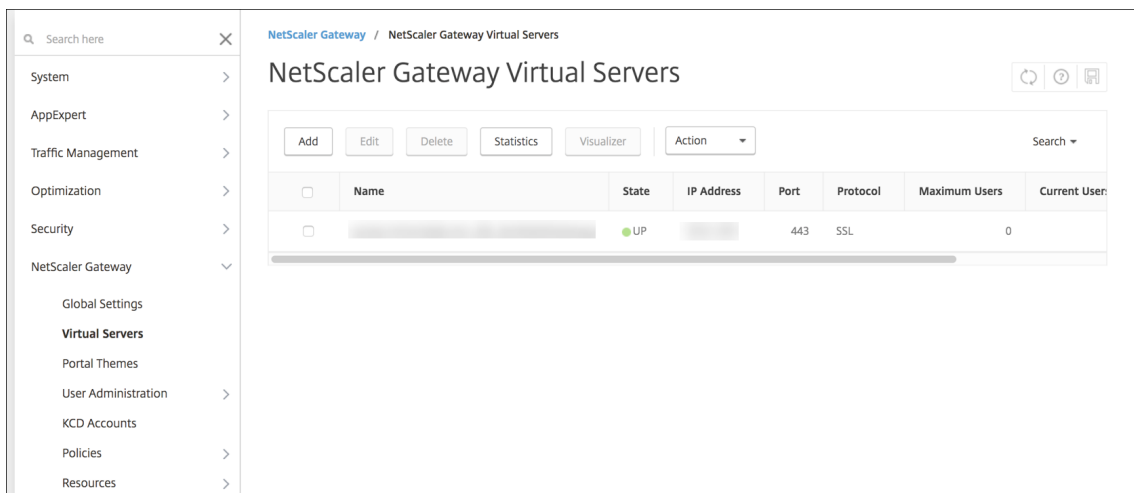 Search here
System
AppExpert
Traffic Management
Optimization
Security
NetScaler Gateway
Global Settings
Virtual Servers
Portal Themes
User Administration
KCD Accounts
Policies
Resources
NetScaler Gateway / NetScaler Gateway Virtual Servers
NetScaler Gateway Virtual Servers
Add Edit Delete Statistics Visualizer Action Search
Name State IP Address Port Protocol Maximum Users Current Users
UP 443 SSL 0